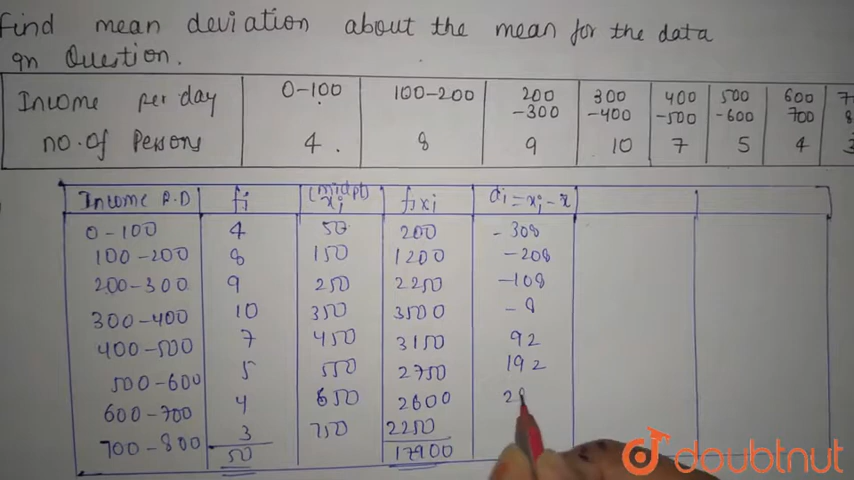 find mean deviation about the mean for the data
qn Question.
Income per day 0-100 100-200 200-300 300-400 400-500 500-600 600 700
no. of Persons 4. 8 9 10 7 5 4
Income P.D fi (midpt) xi fixi di = xi - x̄
0-100 4 50 200 -308
100-200 8 150 1200 -208
200-300 9 250 2250 -108
300-400 10 350 3500 -8
400-500 7 450 3150 92
500-600 5 550 2750 192
600-700 4 650 2600
700-800 3 750 2250
50 17900
doubtnut